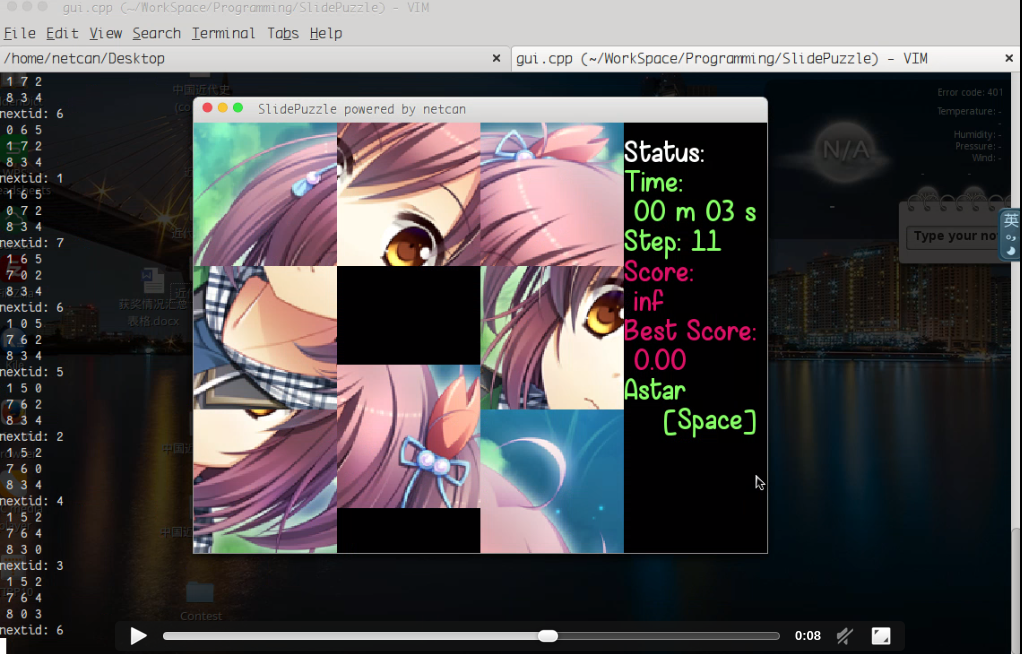 gui.cpp (~/WorkSpace/Programming/SlidePuzzle) - VIM
File Edit View Search Terminal Tabs Help
/home/netcan/Desktop × gui.cpp (~/WorkSpace/Programming/SlidePuzzle) - VIM ×
1 7 2
8 3 4
nextid: 6
0 6 5
1 7 2
8 3 4
nextid: 1
1 6 5
0 7 2
8 3 4
nextid: 7
1 6 5
7 0 2
8 3 4
nextid: 6
1 0 5
7 6 2
8 3 4
nextid: 5
1 5 0
7 6 2
8 3 4
nextid: 2
1 5 2
7 6 0
8 3 4
nextid: 4
1 5 2
7 6 4
8 3 0
nextid: 3
1 5 2
7 6 4
8 0 3
nextid: 6
中国近代史
获奖情况近
表格.docx
Contest
SlidePuzzle powered by netcan
Status:
Time:
00 m 03 s
Step: 11
Score:
inf
Best Score:
0.00
Astar
[Space]
Error code: 401
Temperature: -
Humidity: -
Pressure: -
Wind: -
N/A
Type your no
英
0:08